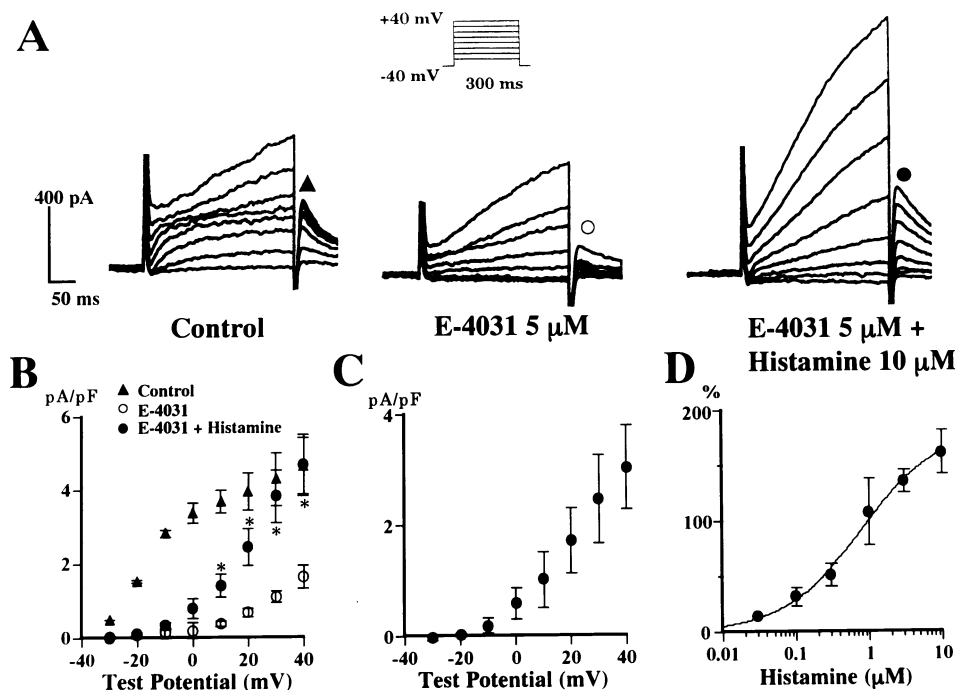 A
+40 mV
-40 mV
300 ms
400 pA
50 ms
Control
E-4031 5 μM
E-4031 5 μM +
Histamine 10 μM
B
pA/pF
▲ Control
○ E-4031
● E-4031 + Histamine
6
4
2
0
*
*
*
*
-40 -20 0 20 40
Test Potential (mV)
C
pA/pF
4
2
0
-40 -20 0 20 40
Test Potential (mV)
D
%
200
100
0
0.01 0.1 1 10
Histamine (μM)